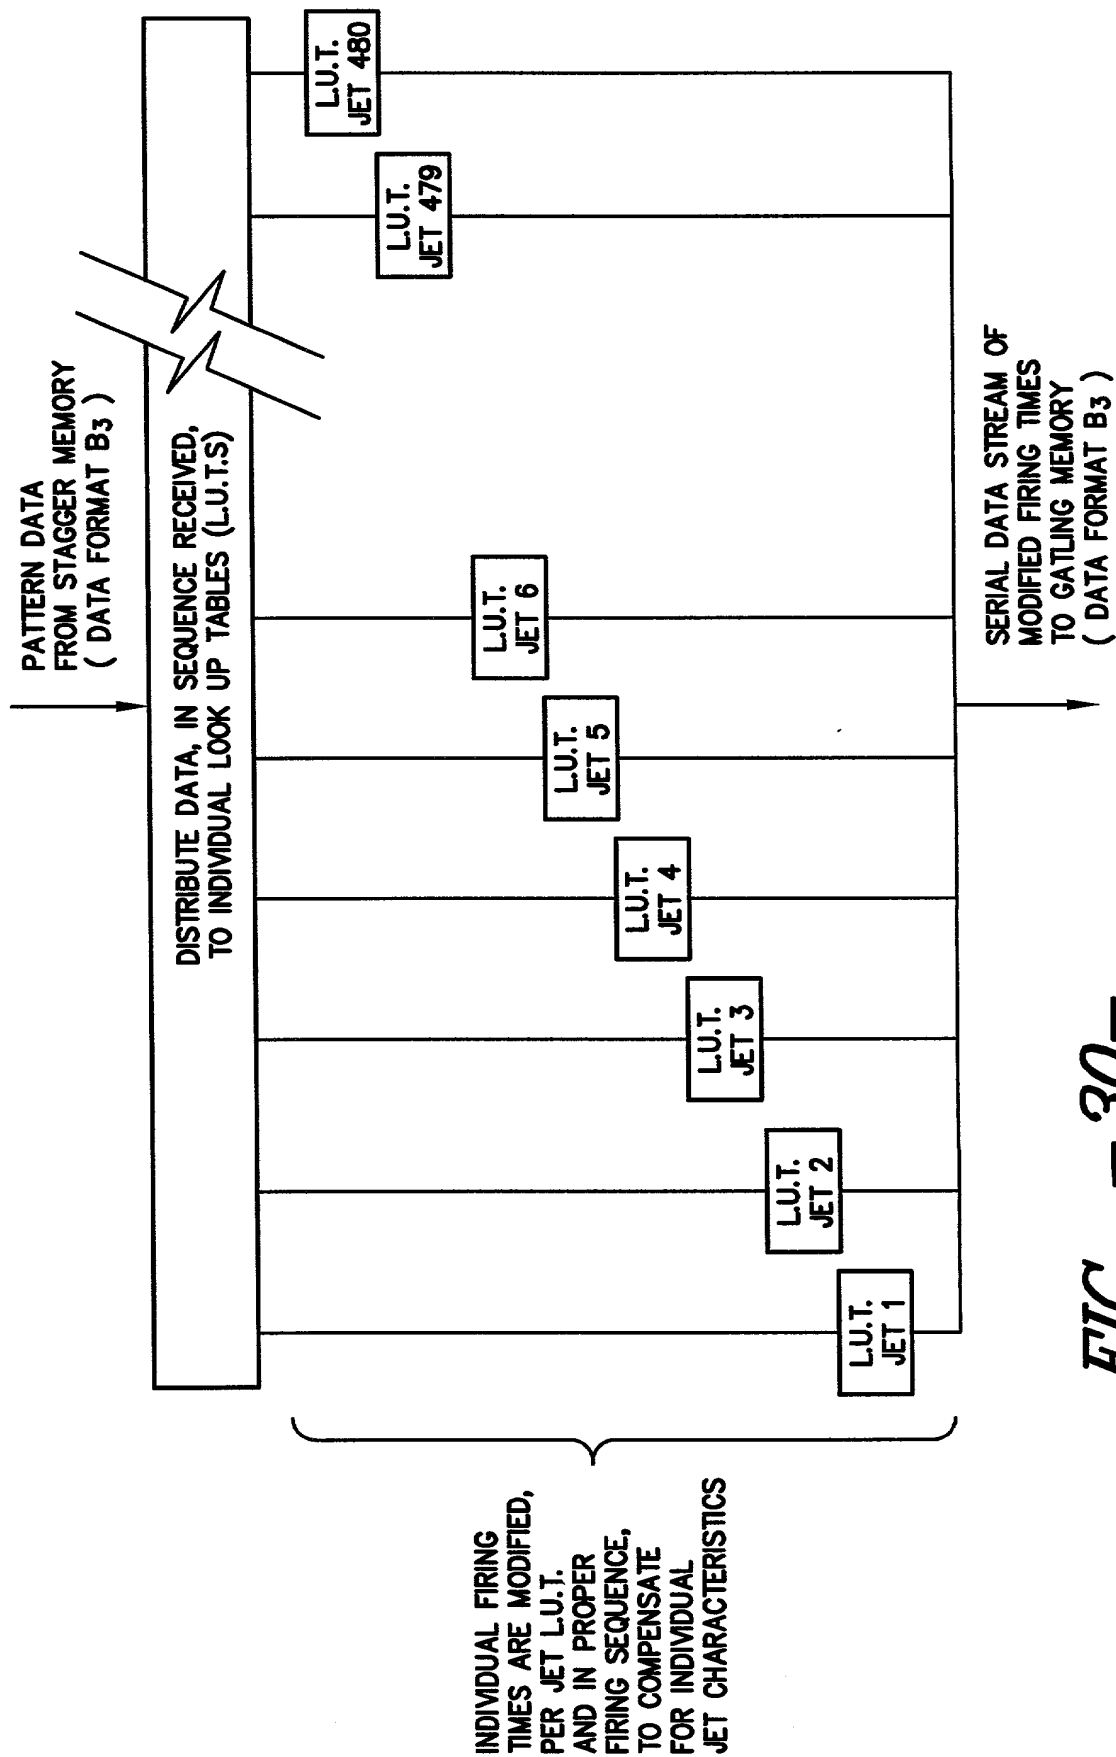 PATTERN DATA
FROM STAGGER MEMORY
( DATA FORMAT B3 )
DISTRIBUTE DATA, IN SEQUENCE RECEIVED,
TO INDIVIDUAL LOOK UP TABLES (L.U.T.S)
L.U.T.
JET 1
L.U.T.
JET 2
L.U.T.
JET 3
L.U.T.
JET 4
L.U.T.
JET 5
L.U.T.
JET 6
L.U.T.
JET 479
L.U.T.
JET 480
INDIVIDUAL FIRING
TIMES ARE MODIFIED,
PER JET L.U.T.
AND IN PROPER
FIRING SEQUENCE,
TO COMPENSATE
FOR INDIVIDUAL
JET CHARACTERISTICS
SERIAL DATA STREAM OF
MODIFIED FIRING TIMES
TO GATLING MEMORY
( DATA FORMAT B3 )
FIG. – 30 –